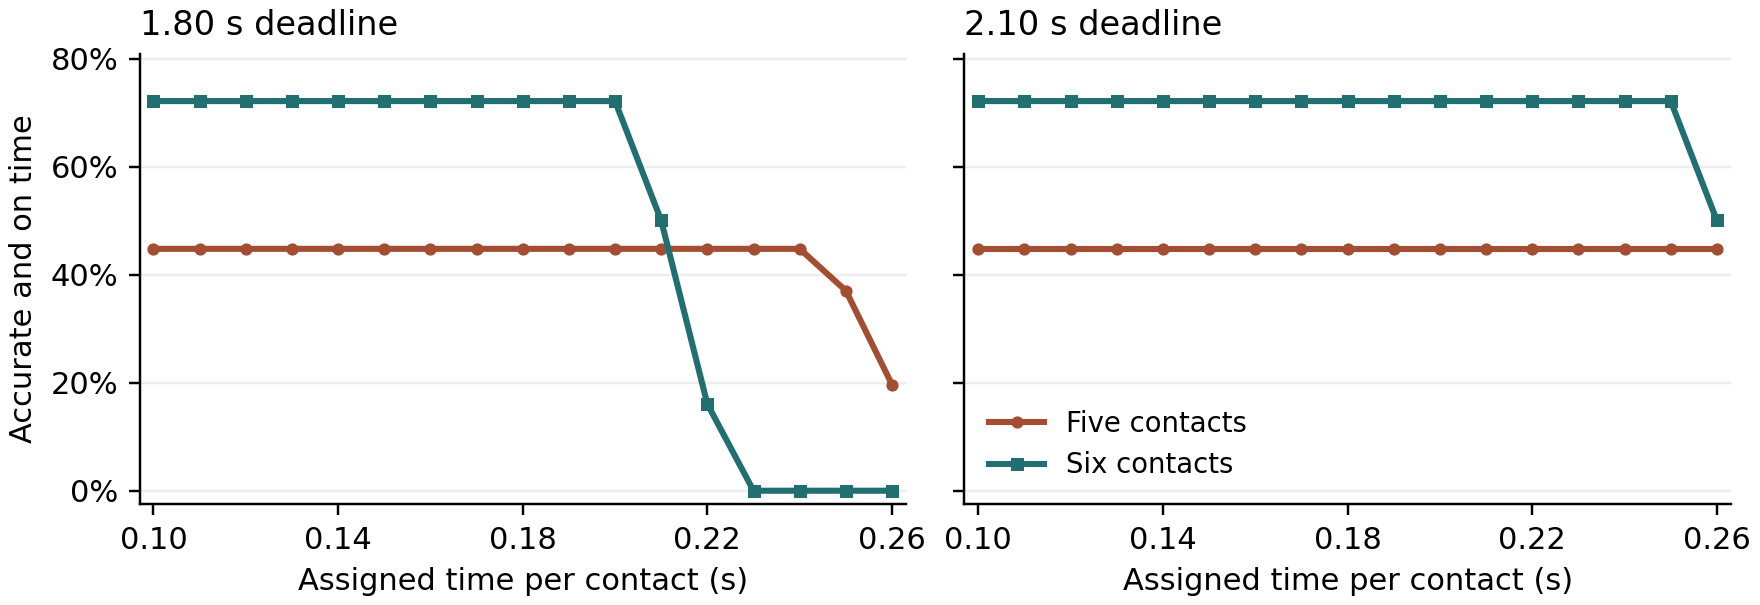 1.80 s deadline
2.10 s deadline
Accurate and on time
80%
60%
40%
20%
0%
Five contacts
Six contacts
0.10 0.14 0.18 0.22 0.26
0.10 0.14 0.18 0.22 0.26
Assigned time per contact (s)
Assigned time per contact (s)